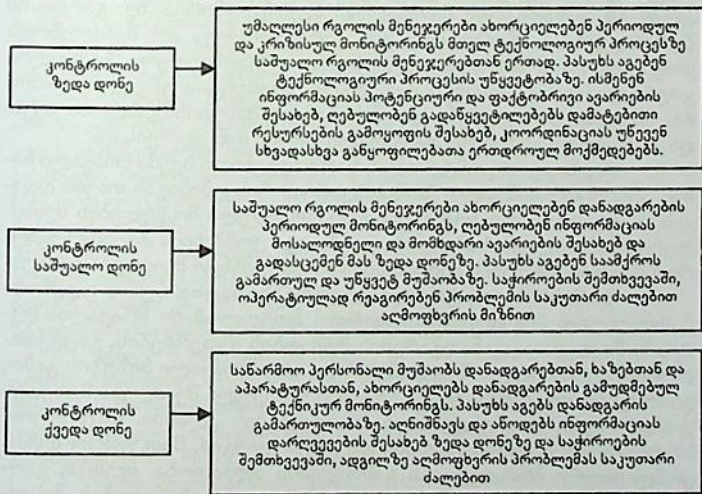 კონტროლის
ზედა დონე
უმაღლესი რგოლის მენეჯერები ახორციელებენ პერიოდულ
და კრიზისულ მონიტორინგს მთელ ტექნოლოგიურ პროცესზე
საშუალო რგოლის მენეჯერებთან ერთად. პასუხს აგებენ
ტექნოლოგიური პროცესის უწყვეტობაზე. ისმენენ
ინფორმაციას პოტენციური და ფაქტობრივი ავარიების
შესახებ, ღებულობენ გადაწყვეტილებებს დამატებითი
რესურსების გამოყოფის შესახებ, კოორდინაციას უწევენ
სხვადასხვა განყოფილებათა ერთდროულ მოქმედებებს.
კონტროლის
საშუალო დონე
საშუალო რგოლის მენეჯერები ახორციელებენ დანადგარების
პერიოდულ მონიტორინგს, ღებულობენ ინფორმაციას
მოსალოდნელი და მომხდარი ავარიების შესახებ და
გადასცემენ მას ზედა დონეზე. პასუხს აგებენ საამქროს
გამართულ და უწყვეტ მუშაობაზე. საჭიროების შემთხვევაში,
ოპერატიულად რეაგირებენ პრობლემის საკუთარი ძალებით
აღმოფხვრის მიზნით
კონტროლის
ქვედა დონე
საწარმოო პერსონალი მუშაობს დანადგარებთან, ხაზებთან და
აპარატურასთან, ახორციელებს დანადგარების გამუდმებულ
ტექნიკურ მონიტორინგს. პასუხს აგებს დანადგარის
გამართულობაზე. აღნიშნავს და აწოდებს ინფორმაციას
დარღვევების შესახებ ზედა დონეზე და საჭიროების
შემთხვევაში, ადგილზე აღმოფხვრის პრობლემას საკუთარი
ძალებით